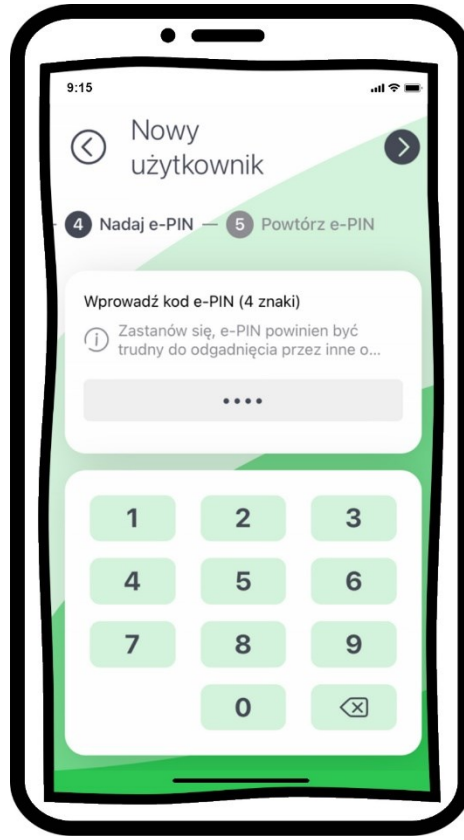 9:15
Nowy
użytkownik
4 Nadaj e-PIN — 5 Powtórz e-PIN
Wprowadź kod e-PIN (4 znaki)
Zastanów się, e-PIN powinien być
trudny do odgadnięcia przez inne o...
••••
1 2 3
4 5 6
7 8 9
0